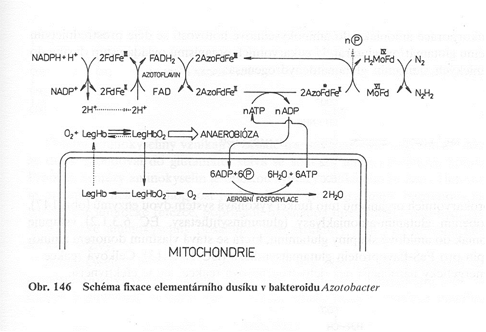 nⓅ
NADPH+H⁺ 2FdFeᴵᴵᴵ FADH₂ 2AzoFdFeᴵᴵ H₂MoFd N₂
AZOTOFLAVIN
NADP⁺ 2FdFeᴵᴵ FAD 2AzoFdFeᴵᴵ 2AzoFdFe MoFd N₂H₂
2H⁺ 2H⁺ nATP nADP
O₂+ LegHb LegHbO₂ ANAEROBIÓZA
6ADP+6Ⓟ 6H₂O + 6ATP
LegHb LegHbO₂ O₂ 2H₂O
AEROBNÍ FOSFORYLACE
MITOCHONDRIE
Obr. 146 Schéma fixace elementárního dusíku v bakteroidu Azotobacter